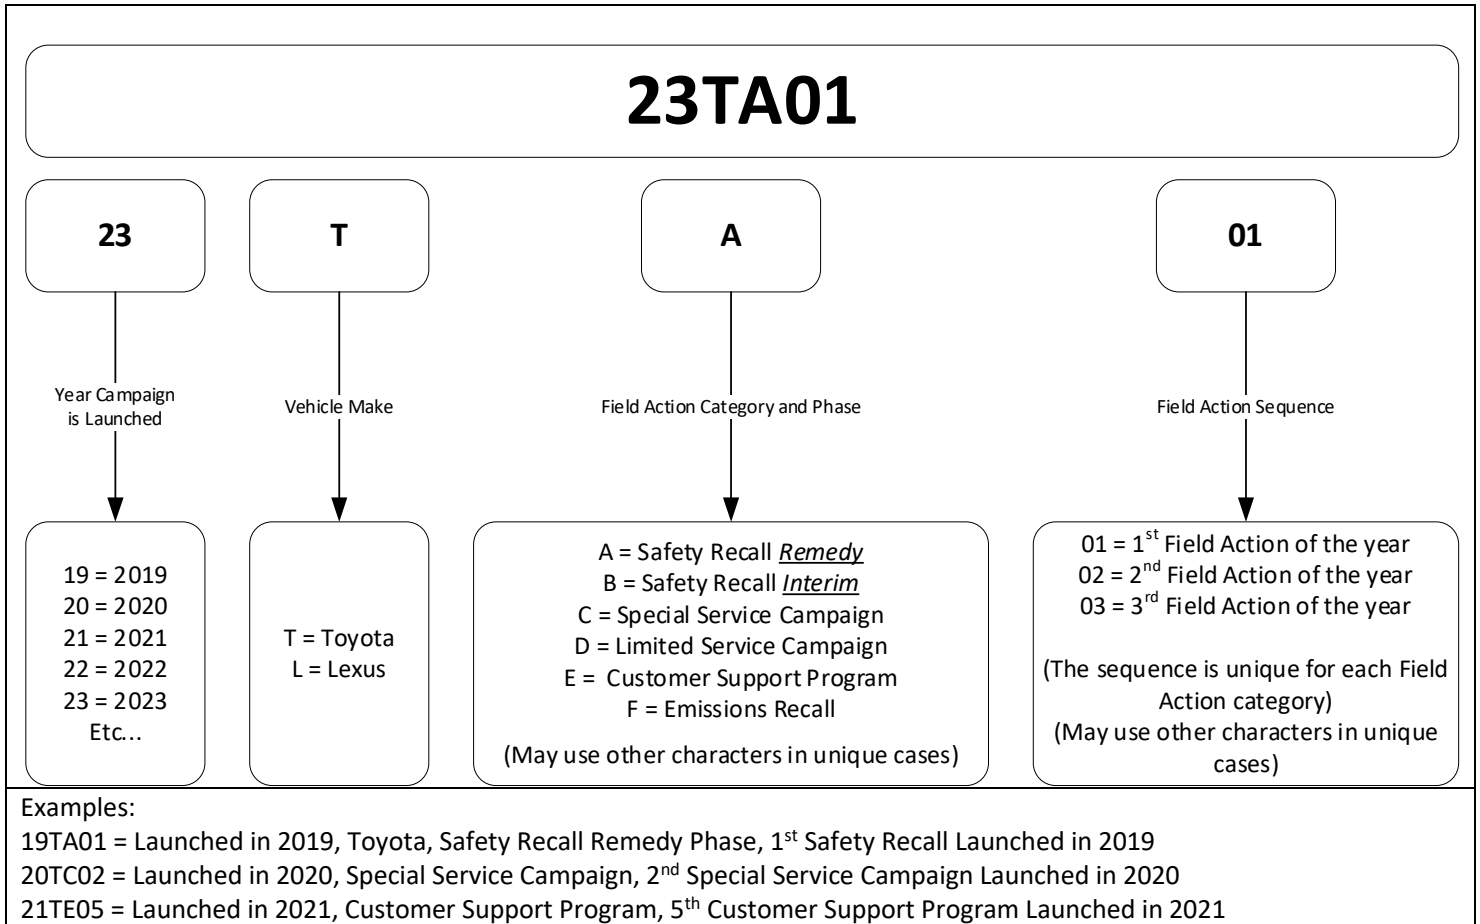 23TA01
23
T
A
01
Year Campaign
is Launched
Vehicle Make
Field Action Category and Phase
Field Action Sequence
19 = 2019
20 = 2020
21 = 2021
22 = 2022
23 = 2023
Etc...
T = Toyota
L = Lexus
A = Safety Recall Remedy
B = Safety Recall Interim
C = Special Service Campaign
D = Limited Service Campaign
E = Customer Support Program
F = Emissions Recall
(May use other characters in unique cases)
01 = 1st Field Action of the year
02 = 2nd Field Action of the year
03 = 3rd Field Action of the year
(The sequence is unique for each Field
Action category)
(May use other characters in unique
cases)
Examples:
19TA01 = Launched in 2019, Toyota, Safety Recall Remedy Phase, 1st Safety Recall Launched in 2019
20TC02 = Launched in 2020, Special Service Campaign, 2nd Special Service Campaign Launched in 2020
21TE05 = Launched in 2021, Customer Support Program, 5th Customer Support Program Launched in 2021